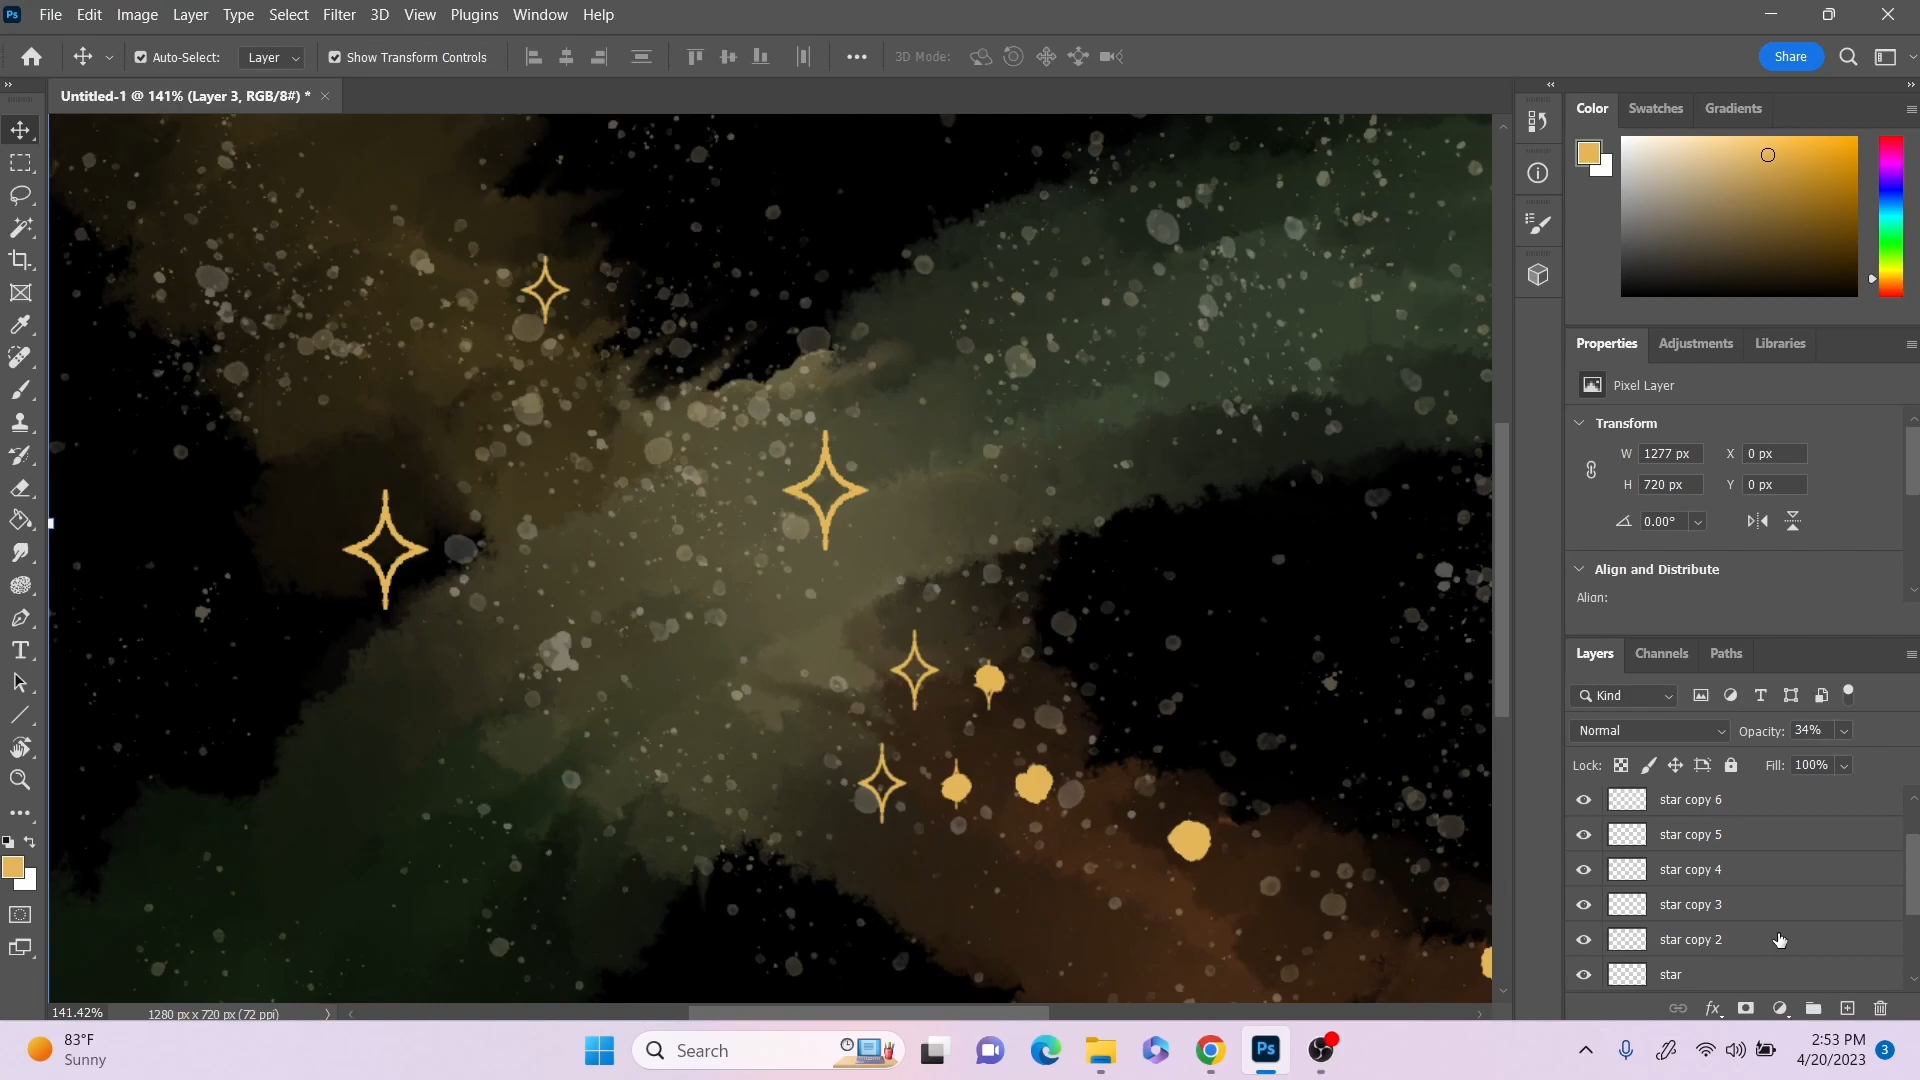 Ps File Edit Image Layer Type Select Filter 3D View Plugins Window Help
Auto-Select: Layer Show Transform Controls 3D Mode: Share
Untitled-1 @ 141% (Layer 3, RGB/8#) *
Color Swatches Gradients
Properties Adjustments Libraries
Pixel Layer
Transform
W 1277 px X 0 px
H 720 px Y 0 px
0.00°
Align and Distribute
Align:
Layers Channels Paths
Kind
Normal Opacity: 34%
Lock: Fill: 100%
star copy 6
star copy 5
star copy 4
star copy 3
star copy 2
star
141.42% 1280 px x 720 px (72 ppi)
83°F
Sunny
Search
Ps
2:53 PM
4/20/2023
3